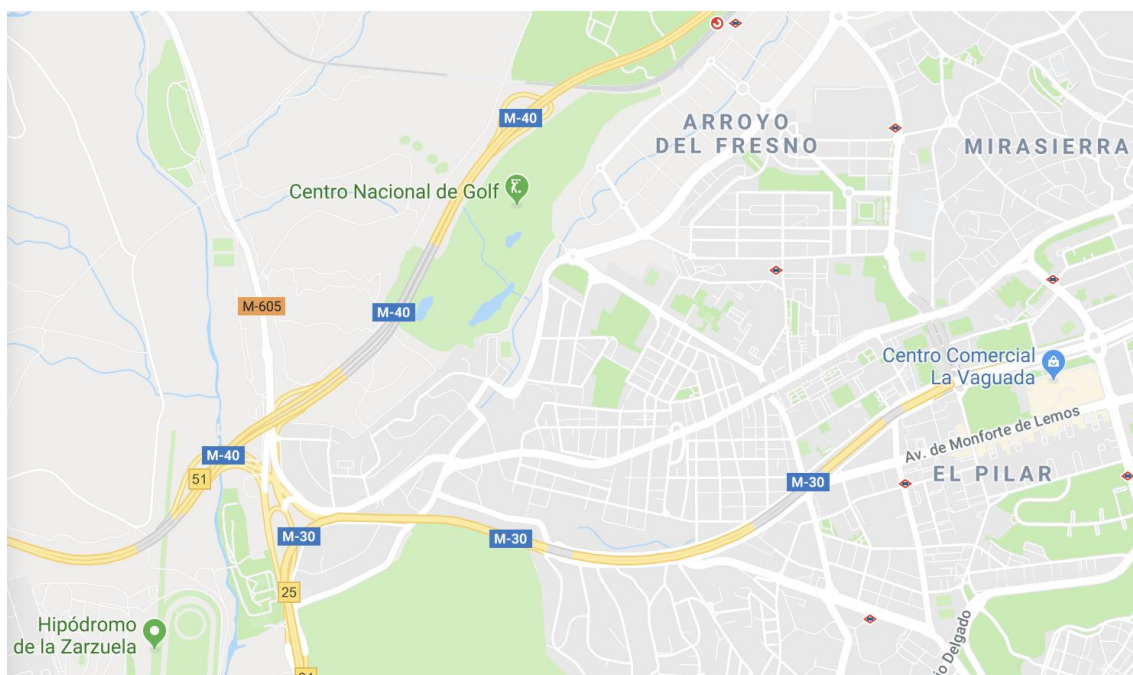 M-40
ARROYO
DEL FRESNO
MIRASIERRA
Centro Nacional de Golf
M-605
M-40
Centro Comercial
La Vaguada
M-40
51
Av. de Monforte de Lemos
EL PILAR
M-30
M-30
M-30
25
Hipódromo
de la Zarzuela